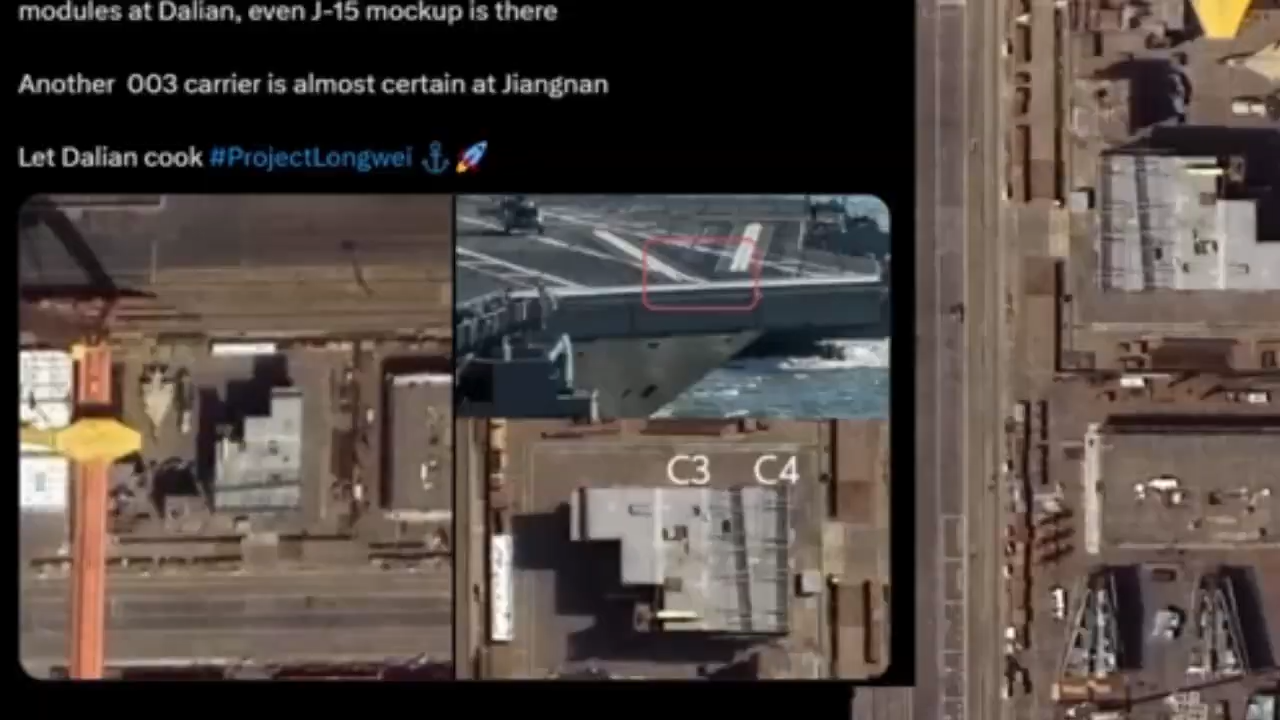 modules at Dalian, even J-15 mockup is there
Another 003 carrier is almost certain at Jiangnan
Let Dalian cook #ProjectLongwei ⚓🚀
C3 C4